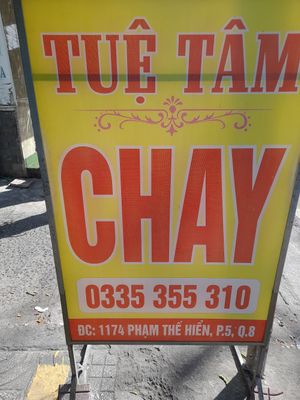 TUỆ TÂM
CHAY
0335 355 310
ĐC: 1174 PHẠM THẾ HIỂN, P.5, Q.8